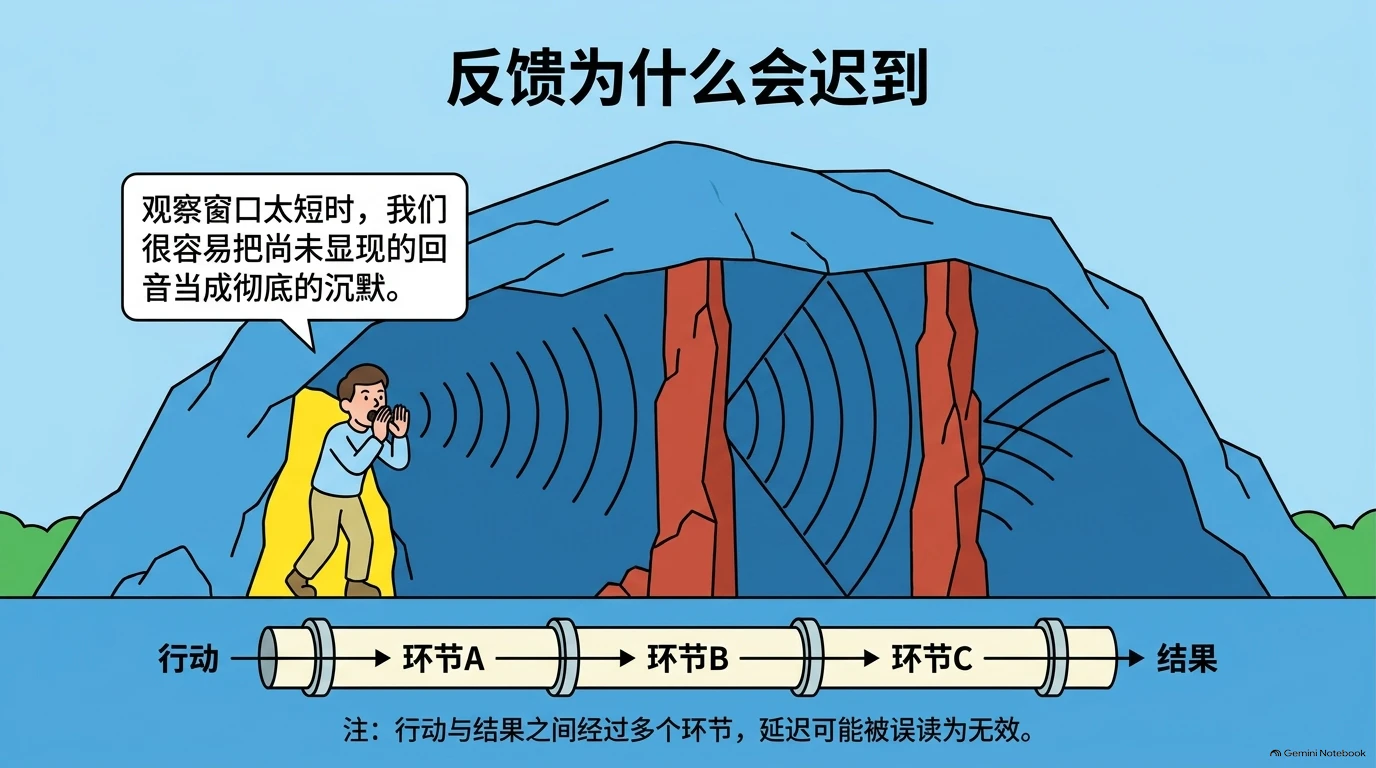 反馈为什么会迟到
观察窗口太短时，我们
很容易把尚未显现的回
音当成彻底的沉默。
行动
环节A
环节B
环节C
结果
注：行动与结果之间经过多个环节，延迟可能被误读为无效。
Gemini Notebook